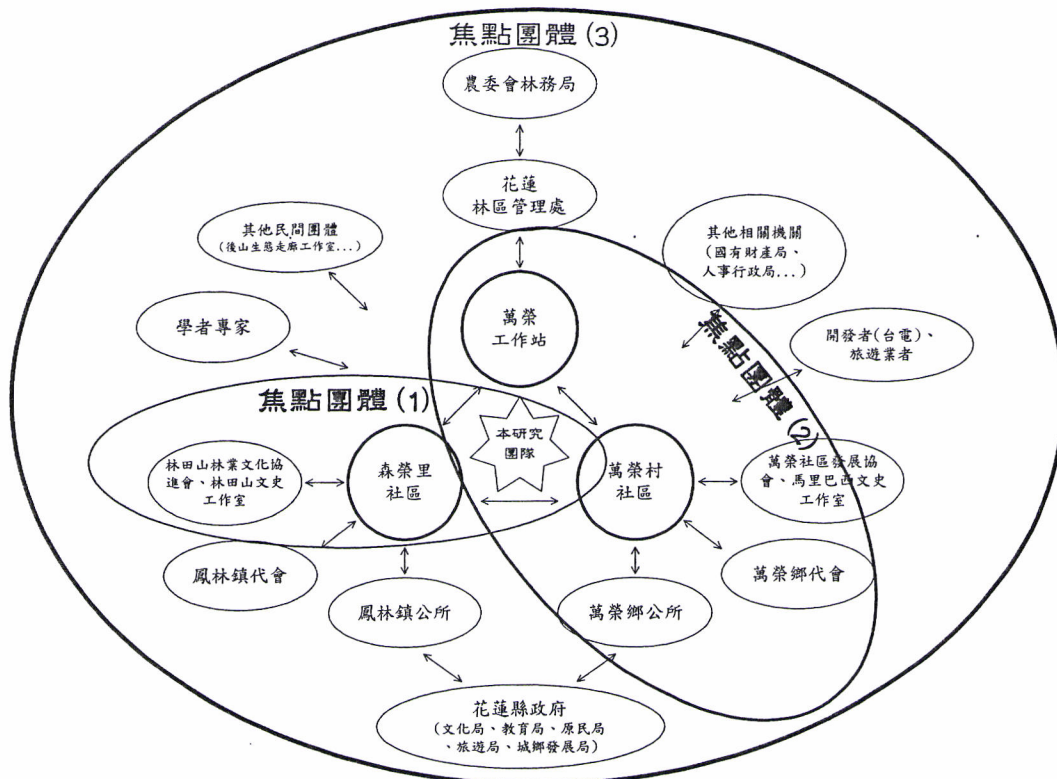 焦點團體(3)
農委會林務局
花蓮
林區管理處
其他民間團體
(後山生態走廊工作室...)
其他相關機關
(國有財產局、
人事行政局...)
學者專家
萬榮
工作站
開發者(台電)、
旅遊業者
焦點團體(2)
焦點團體(1)
本研究
團隊
林田山林業文化協
進會、林田山文史
工作室
森榮里
社區
萬榮村
社區
萬榮社區發展協
會、馬里巴西文史
工作室
鳳林鎮代會
萬榮鄉代會
鳳林鎮公所
萬榮鄉公所
花蓮縣政府
(文化局、教育局、原民局
、旅遊局、城鄉發展局)